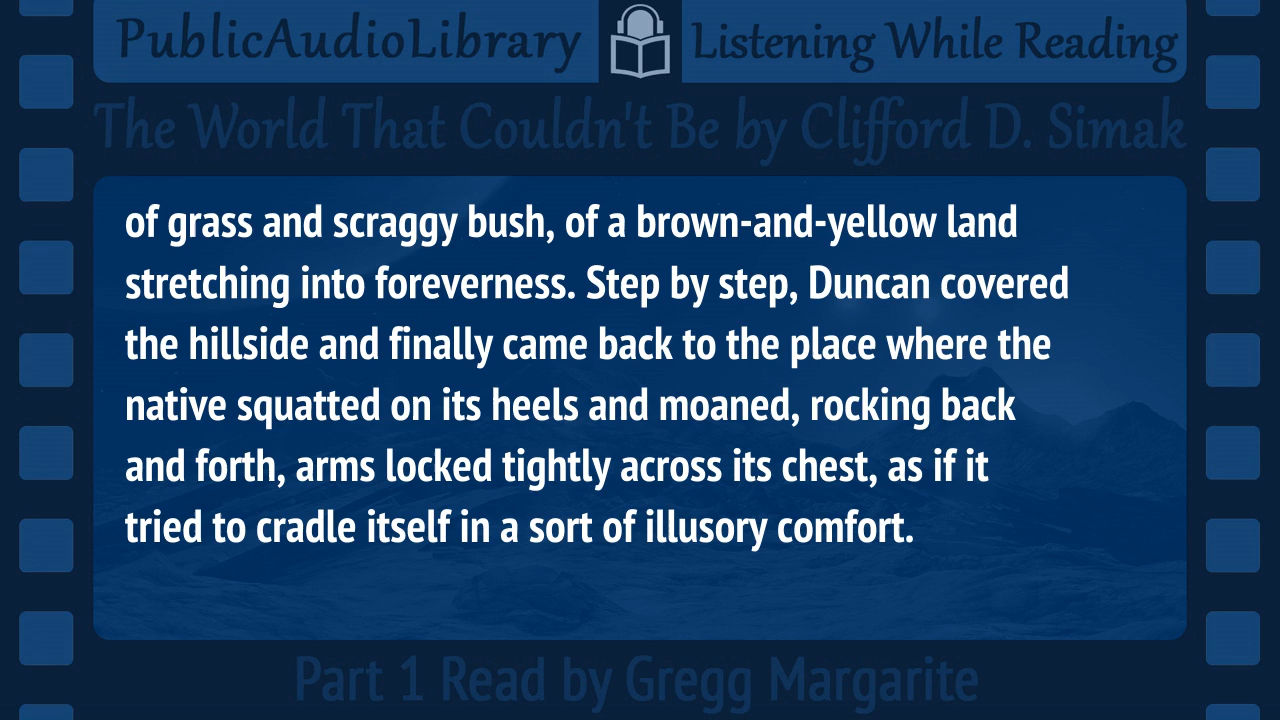 PublicAudioLibrary Listening While Reading
The World That Couldn't Be by Clifford D. Simak
of grass and scraggy bush, of a brown-and-yellow land
stretching into foreverness. Step by step, Duncan covered
the hillside and finally came back to the place where the
native squatted on its heels and moaned, rocking back
and forth, arms locked tightly across its chest, as if it
tried to cradle itself in a sort of illusory comfort.
Part 1 Read by Gregg Margarite